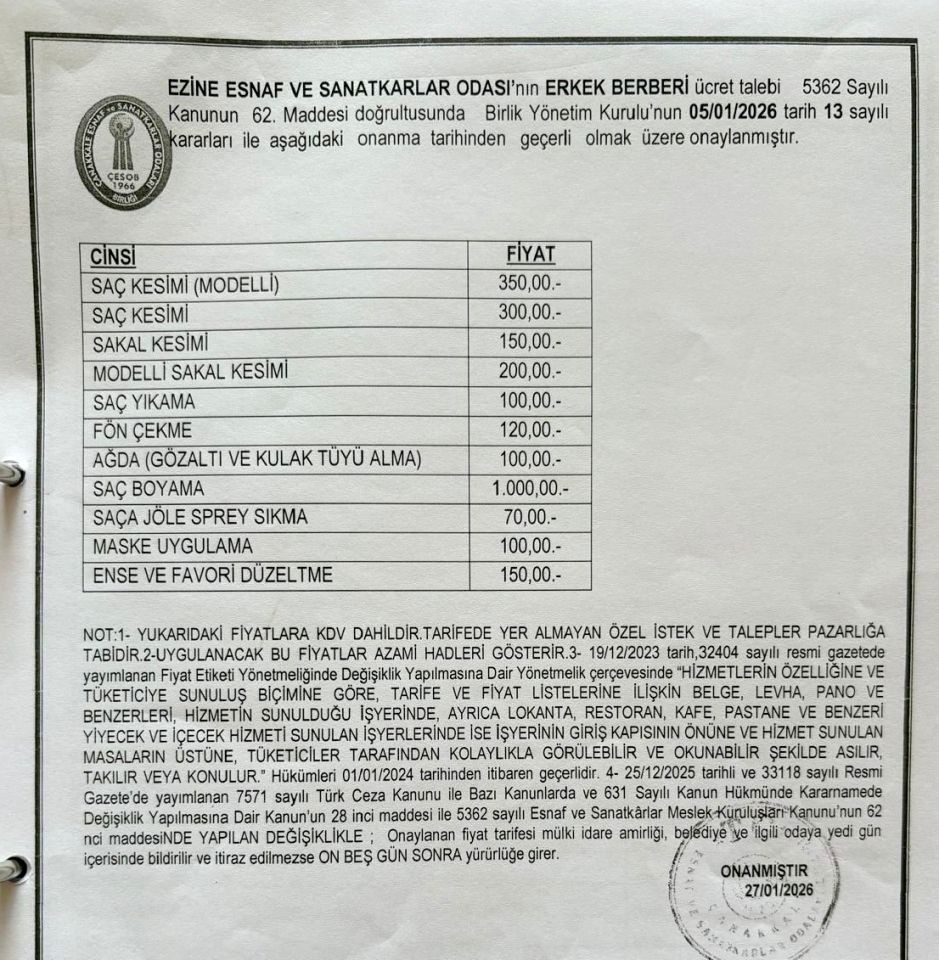 EZİNE ESNAF VE SANATKARLAR ODASI'nın ERKEK BERBERİ ücret talebi 5362 Sayılı
Kanunun 62. Maddesi doğrultusunda Birlik Yönetim Kurulu'nun 05/01/2026 tarih 13 sayılı
kararları ile aşağıdaki onanma tarihinden geçerli olmak üzere onaylanmıştır.
ÇANAKKALE ESNAF ve SANATKARLAR ODALARI
BİRLİĞİ
ÇESOB
1966
CİNSİ FİYAT
SAÇ KESİMİ (MODELLİ) 350,00.-
SAÇ KESİMİ 300,00.-
SAKAL KESİMİ 150,00.-
MODELLİ SAKAL KESİMİ 200,00.-
SAÇ YIKAMA 100,00.-
FÖN ÇEKME 120,00.-
AĞDA (GÖZALTI VE KULAK TÜYÜ ALMA) 100,00.-
SAÇ BOYAMA 1.000,00.-
SAÇA JÖLE SPREY SIKMA 70,00.-
MASKE UYGULAMA 100,00.-
ENSE VE FAVORİ DÜZELTME 150,00.-
NOT:1- YUKARIDAKİ FİYATLARA KDV DAHİLDİR.TARİFEDE YER ALMAYAN ÖZEL İSTEK VE TALEPLER PAZARLIĞA
TABİDİR.2-UYGULANACAK BU FİYATLAR AZAMİ HADLERİ GÖSTERİR.3- 19/12/2023 tarih,32404 sayılı resmi gazetede
yayımlanan Fiyat Etiketi Yönetmeliğinde Değişiklik Yapılmasına Dair Yönetmelik çerçevesinde "HİZMETLERİN ÖZELLİĞİNE VE
TÜKETİCİYE SUNULUŞ BİÇİMİNE GÖRE, TARİFE VE FİYAT LİSTELERİNE İLİŞKİN BELGE, LEVHA, PANO VE
BENZERLERİ, HİZMETİN SUNULDUĞU İŞYERİNDE, AYRICA LOKANTA, RESTORAN, KAFE, PASTANE VE BENZERİ
YİYECEK VE İÇECEK HİZMETİ SUNULAN İŞYERLERİNDE İSE İŞYERİNİN GİRİŞ KAPISININ ÖNÜNE VE HİZMET SUNULAN
MASALARIN ÜSTÜNE, TÜKETİCİLER TARAFINDAN KOLAYLIKLA GÖRÜLEBİLİR VE OKUNABİLİR ŞEKİLDE ASILIR,
TAKILIR VEYA KONULUR." Hükümleri 01/01/2024 tarihinden itibaren geçerlidir. 4- 25/12/2025 tarihli ve 33118 sayılı Resmi
Gazete'de yayımlanan 7571 sayılı Türk Ceza Kanunu ile Bazı Kanunlarda ve 631 Sayılı Kanun Hükmünde Kararnamede
Değişiklik Yapılmasına Dair Kanun'un 28 inci maddesi ile 5362 sayılı Esnaf ve Sanatkârlar Meslek Kuruluşları Kanunu'nun 62
nci maddesiNDE YAPILAN DEĞİŞİKLİKLE ; Onaylanan fiyat tarifesi mülki idare amirliği, belediye ve ilgili odaya yedi gün
içerisinde bildirilir ve itiraz edilmezse ON BEŞ GÜN SONRA yürürlüğe girer.
ONANMIŞTIR
27/01/2026